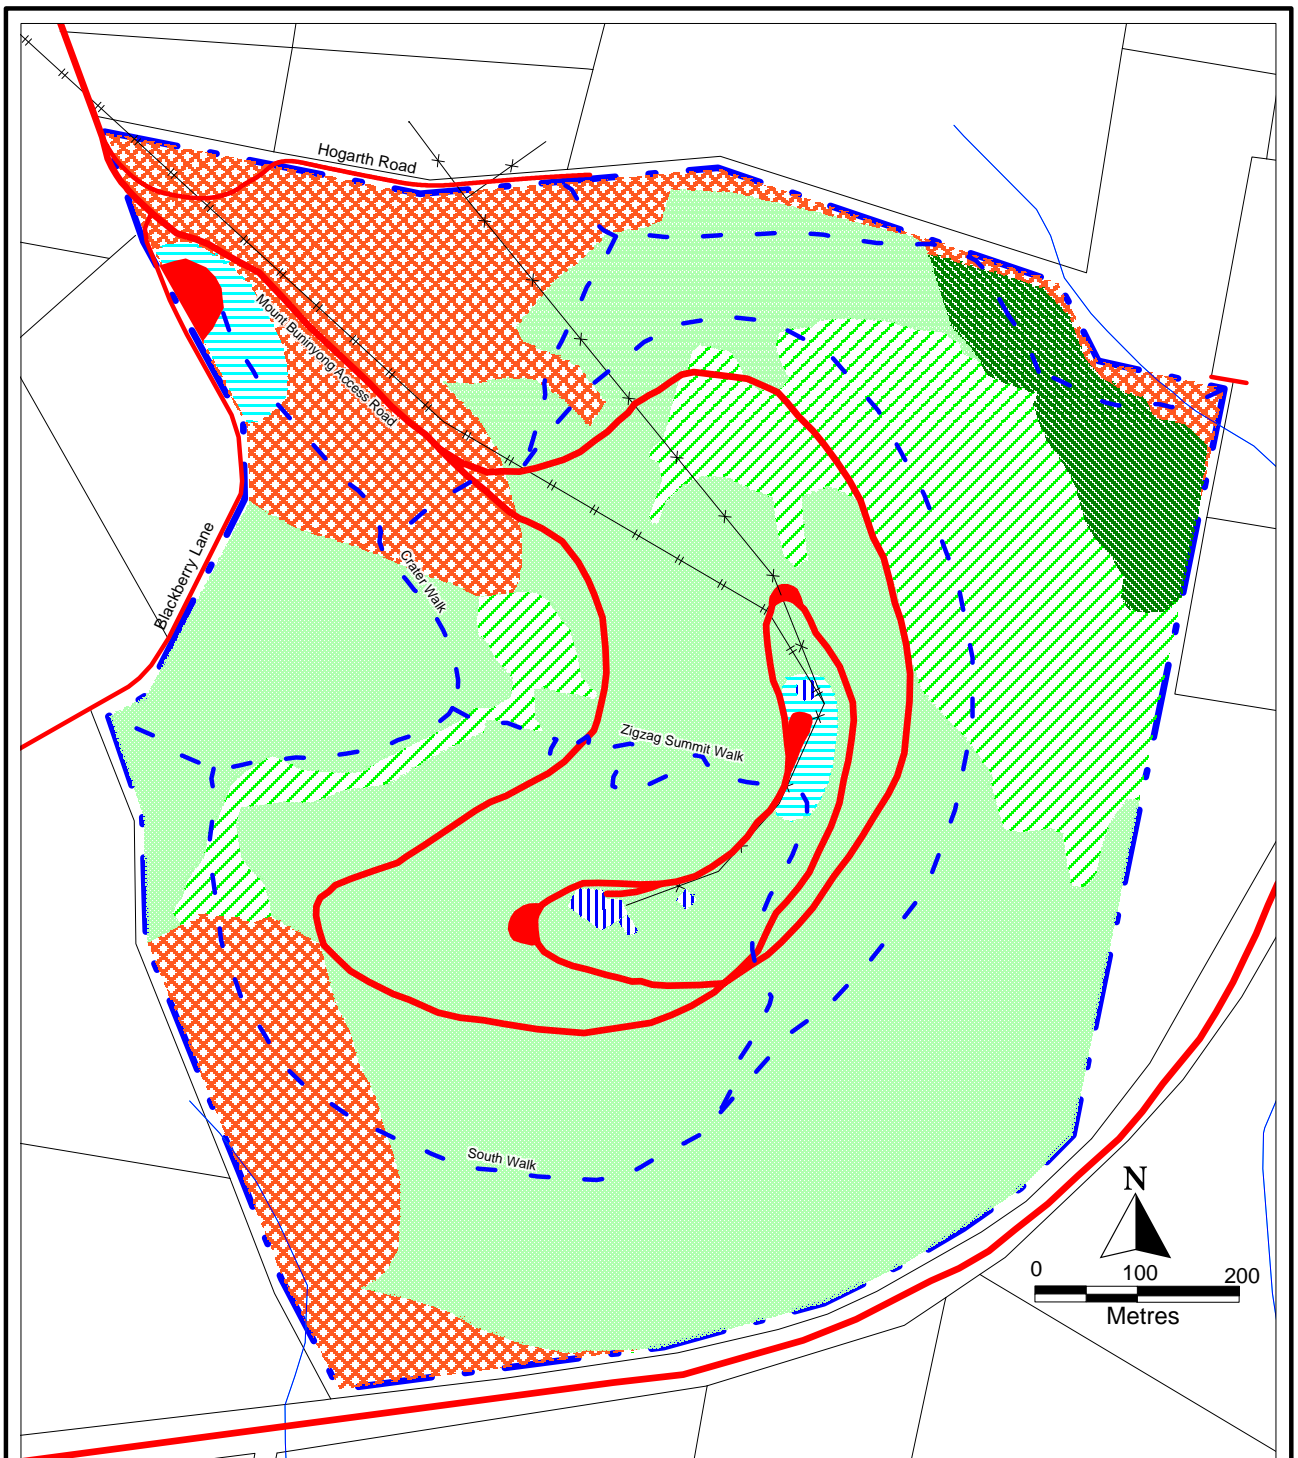 Hogarth Road
Mount Buninyong Access Road
Blackberry Lane
Crater Walk
Zigzag Summit Walk
South Walk
N
0 100 200
Metres